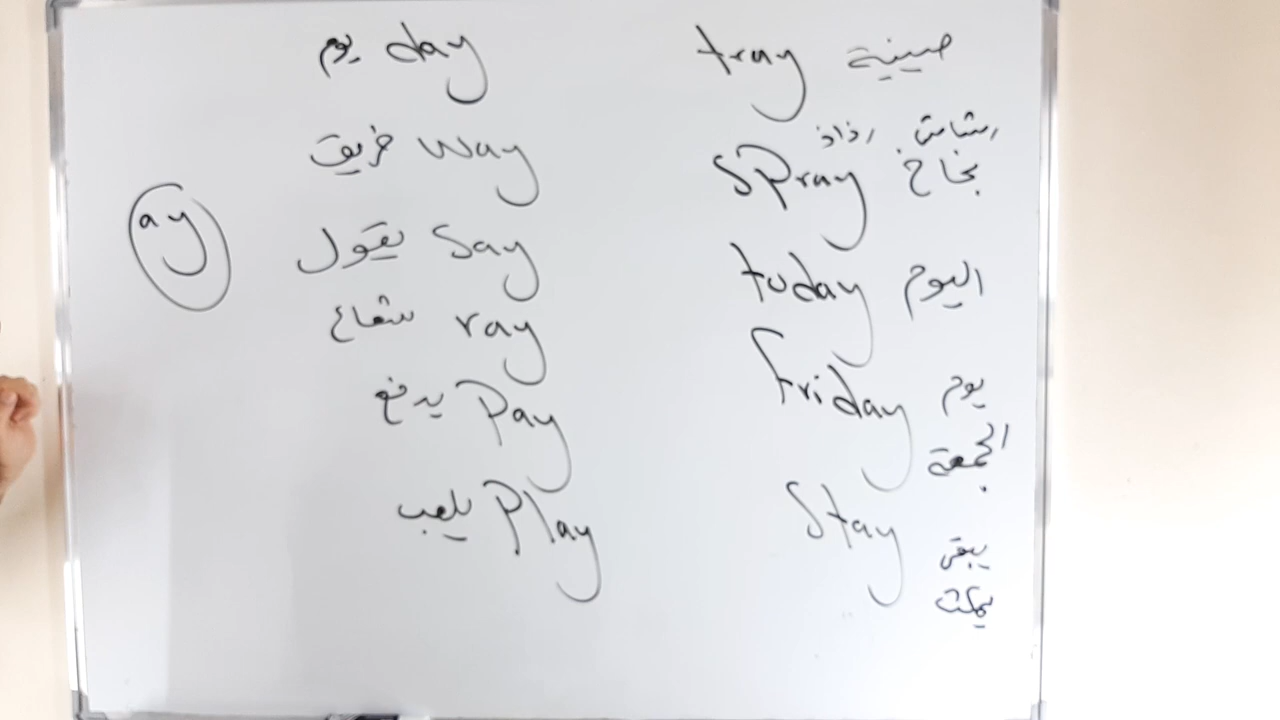 ay
day يوم
way طريق
say يقول
ray شعاع
Pay يدفع
Play يلعب
tray صينية
رشاش. رذاذ
SPray بخاخ
today اليوم
Friday يوم
الجمعة
Stay
يبقى
يمكث